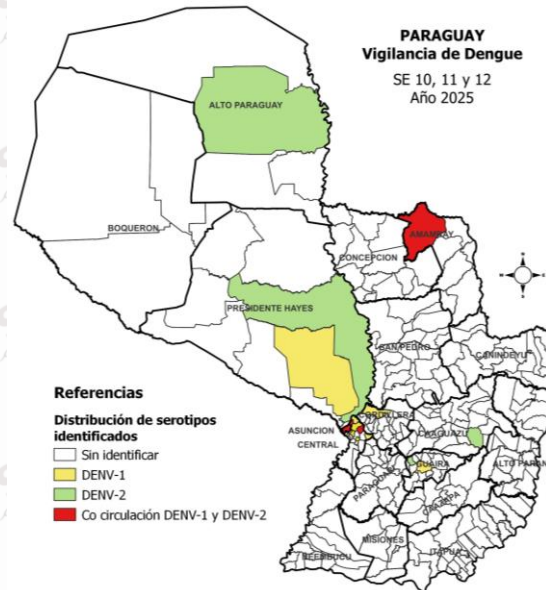 PARAGUAY
Vigilancia de Dengue
SE 10, 11 y 12
Año 2025
ALTO PARAGUAY
BOQUERON
AMAMBAY
CONCEPCION
PRESIDENTE HAYES
SAN PEDRO
CANINDEYU
Referencias
Distribución de serotipos
identificados
Sin identificar
DENV-1
DENV-2
Co circulación DENV-1 y DENV-2
CORDILLERA
ASUNCION
CENTRAL
CAAGUAZU
ALTO PARANA
GUAIRA
PARAGUARI
CAAZAPA
MISIONES
ÑEEMBUCU
ITAPUA